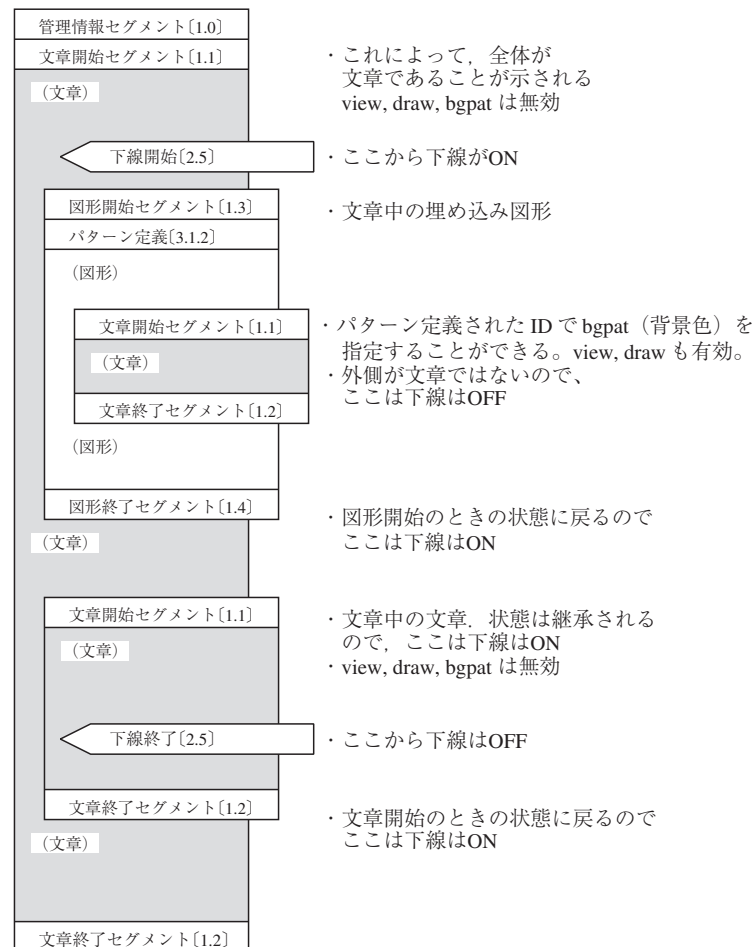 管理情報セグメント〔1.0〕
文章開始セグメント〔1.1〕
・これによって，全体が
文章であることが示される
view, draw, bgpat は無効
（文章）
下線開始〔2.5〕
・ここから下線がON
図形開始セグメント〔1.3〕
・文章中の埋め込み図形
パターン定義〔3.1.2〕
（図形）
文章開始セグメント〔1.1〕
・パターン定義された ID で bgpat（背景色）を
指定することができる。view, draw も有効。
・外側が文章ではないので、
ここは下線はOFF
（文章）
文章終了セグメント〔1.2〕
（図形）
図形終了セグメント〔1.4〕
・図形開始のときの状態に戻るので
ここは下線はON
（文章）
文章開始セグメント〔1.1〕
・文章中の文章．状態は継承される
ので，ここは下線はON
・view, draw, bgpat は無効
（文章）
下線終了〔2.5〕
・ここから下線はOFF
文章終了セグメント〔1.2〕
・文章開始のときの状態に戻るので
ここは下線はON
（文章）
文章終了セグメント〔1.2〕